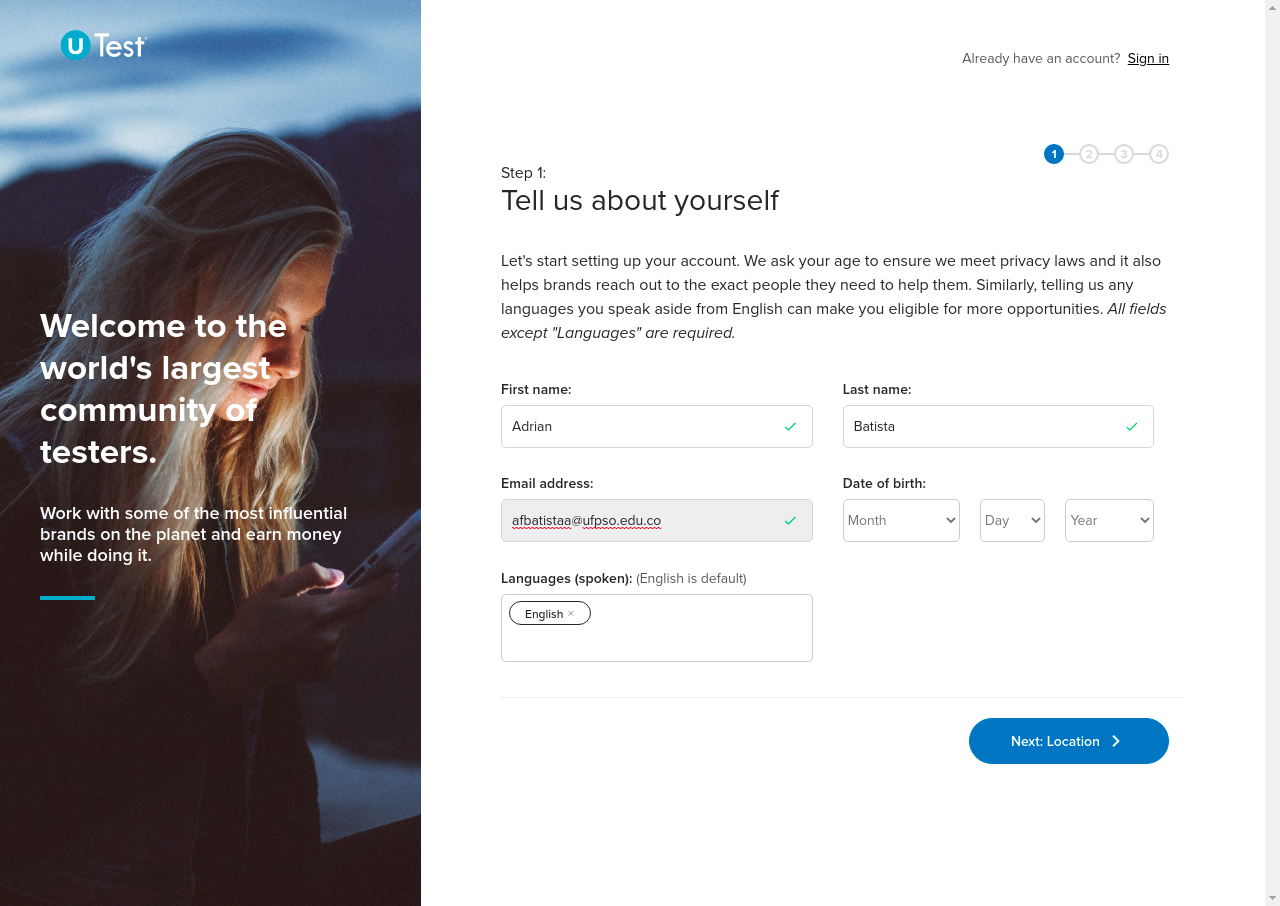 U Test
Already have an account? Sign in
1 2 3 4
Step 1:
Tell us about yourself
Let's start setting up your account. We ask your age to ensure we meet privacy laws and it also
helps brands reach out to the exact people they need to help them. Similarly, telling us any
languages you speak aside from English can make you eligible for more opportunities. All fields
except "Languages" are required.
Welcome to the
world's largest
community of
testers.
Work with some of the most influential
brands on the planet and earn money
while doing it.
First name: Last name:
Adrian Batista
Email address: Date of birth:
afbatistaa@ufpso.edu.co Month Day Year
Languages (spoken): (English is default)
English ×
Next: Location